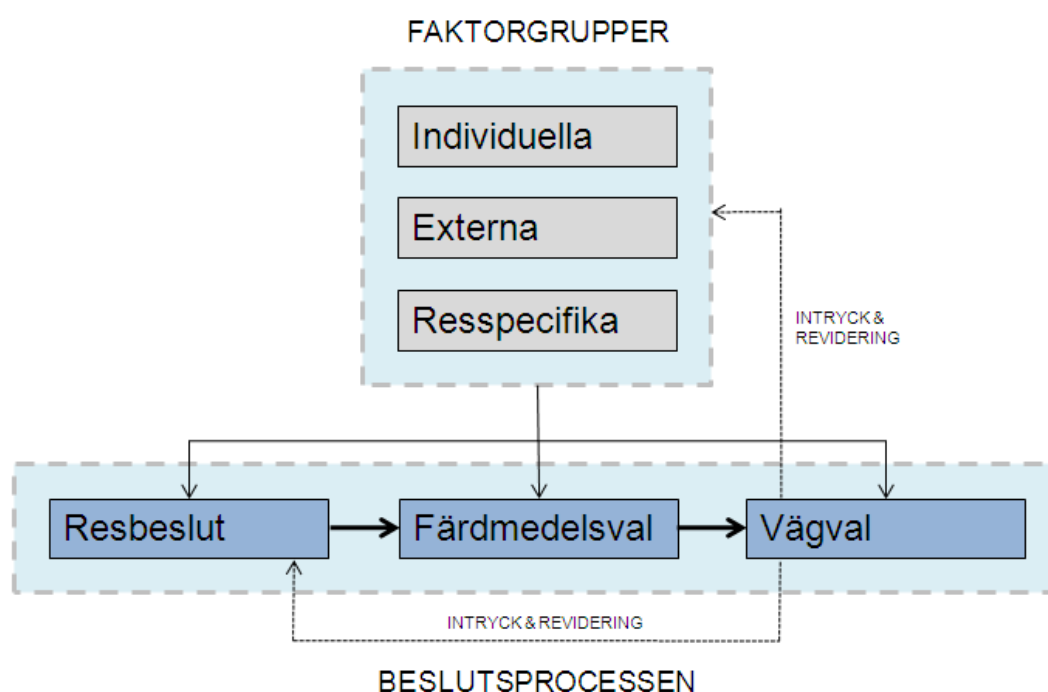 FAKTORGRUPPER
Individuella
Externa
Resspecifika
INTRYCK &
REVIDERING
Resbeslut
Färdmedelsval
Vägval
INTRYCK & REVIDERING
BESLUTSPROCESSEN